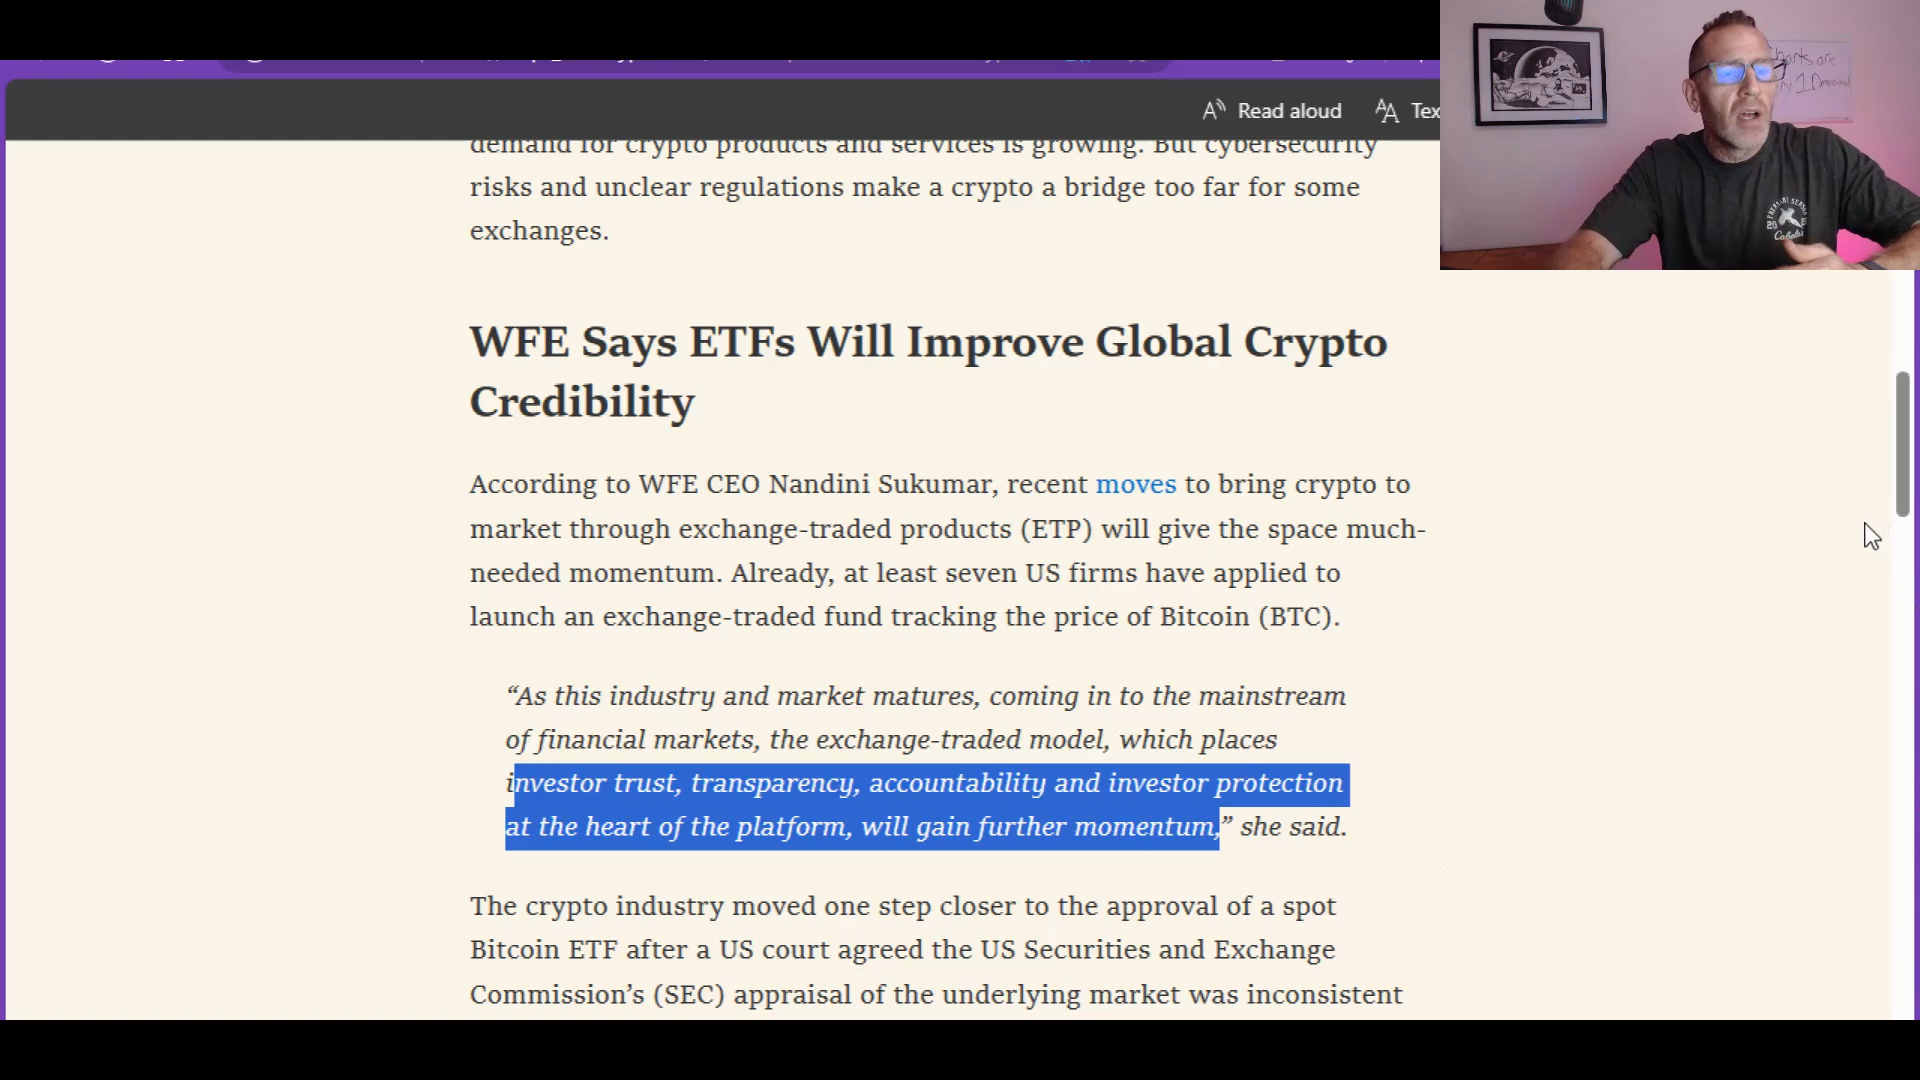 Read aloud
demand for crypto products and services is growing. But cybersecurity
risks and unclear regulations make a crypto a bridge too far for some
exchanges.
WFE Says ETFs Will Improve Global Crypto
Credibility
According to WFE CEO Nandini Sukumar, recent moves to bring crypto to
market through exchange-traded products (ETP) will give the space much-
needed momentum. Already, at least seven US firms have applied to
launch an exchange-traded fund tracking the price of Bitcoin (BTC).
“As this industry and market matures, coming in to the mainstream
of financial markets, the exchange-traded model, which places
investor trust, transparency, accountability and investor protection
at the heart of the platform, will gain further momentum,” she said.
The crypto industry moved one step closer to the approval of a spot
Bitcoin ETF after a US court agreed the US Securities and Exchange
Commission’s (SEC) appraisal of the underlying market was inconsistent
Charts are
Cabela's